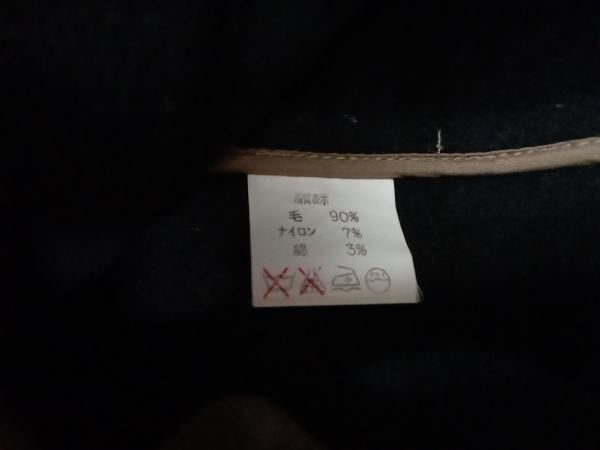 品質表示
毛 90%
ナイロン 7%
綿 3%